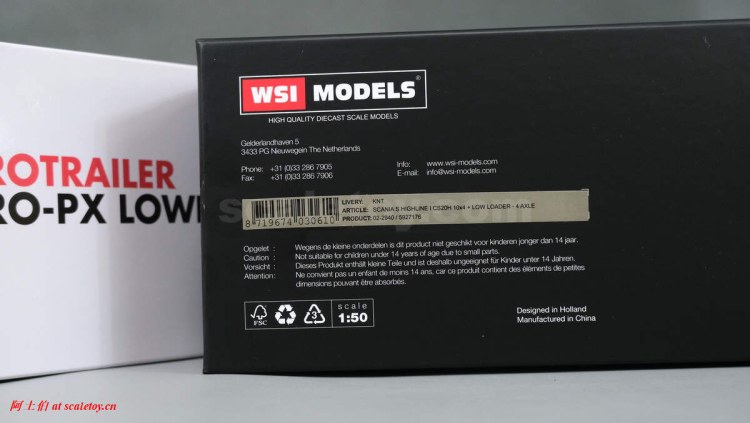 ROTRAILER
RO-PX LOW
WSI MODELS®
HIGH QUALITY DIECAST SCALE MODELS
Gelderlandhaven 5
3433 PG Nieuwegein The Netherlands
Phone: +31 (0)33 286 7905
Fax: +31 (0)33 286 7906
Info: www.wsi-models.com
E-mail: info@wsi-models.com
8 719674 030610
LIVERY: KNT
ARTICLE: SCANIA S HIGHLINE | CS20H 10x4 + LOW LOADER - 4 AXLE
PRODUCT: 02-2940 / 5927178
Opgelet : Wegens de kleine onderdelen is dit product niet geschikt voor kinderen jonger dan 14 jaar.
Caution : Not suitable for children under 14 years of age due to small parts.
Vorsicht : Dieses Produkt enthält kleine Teile und ist deshalb ungeeignet für Kinder unter 14 Jahren.
Attention: Ne convient pas un enfant de moins 14 ans, car ce produit contient des éléments de petites
dimensions pouvant être absorbés.
FSC
3
scale
1:50
Designed in Holland
Manufactured in China
阿士伯 at scaletoy.cn